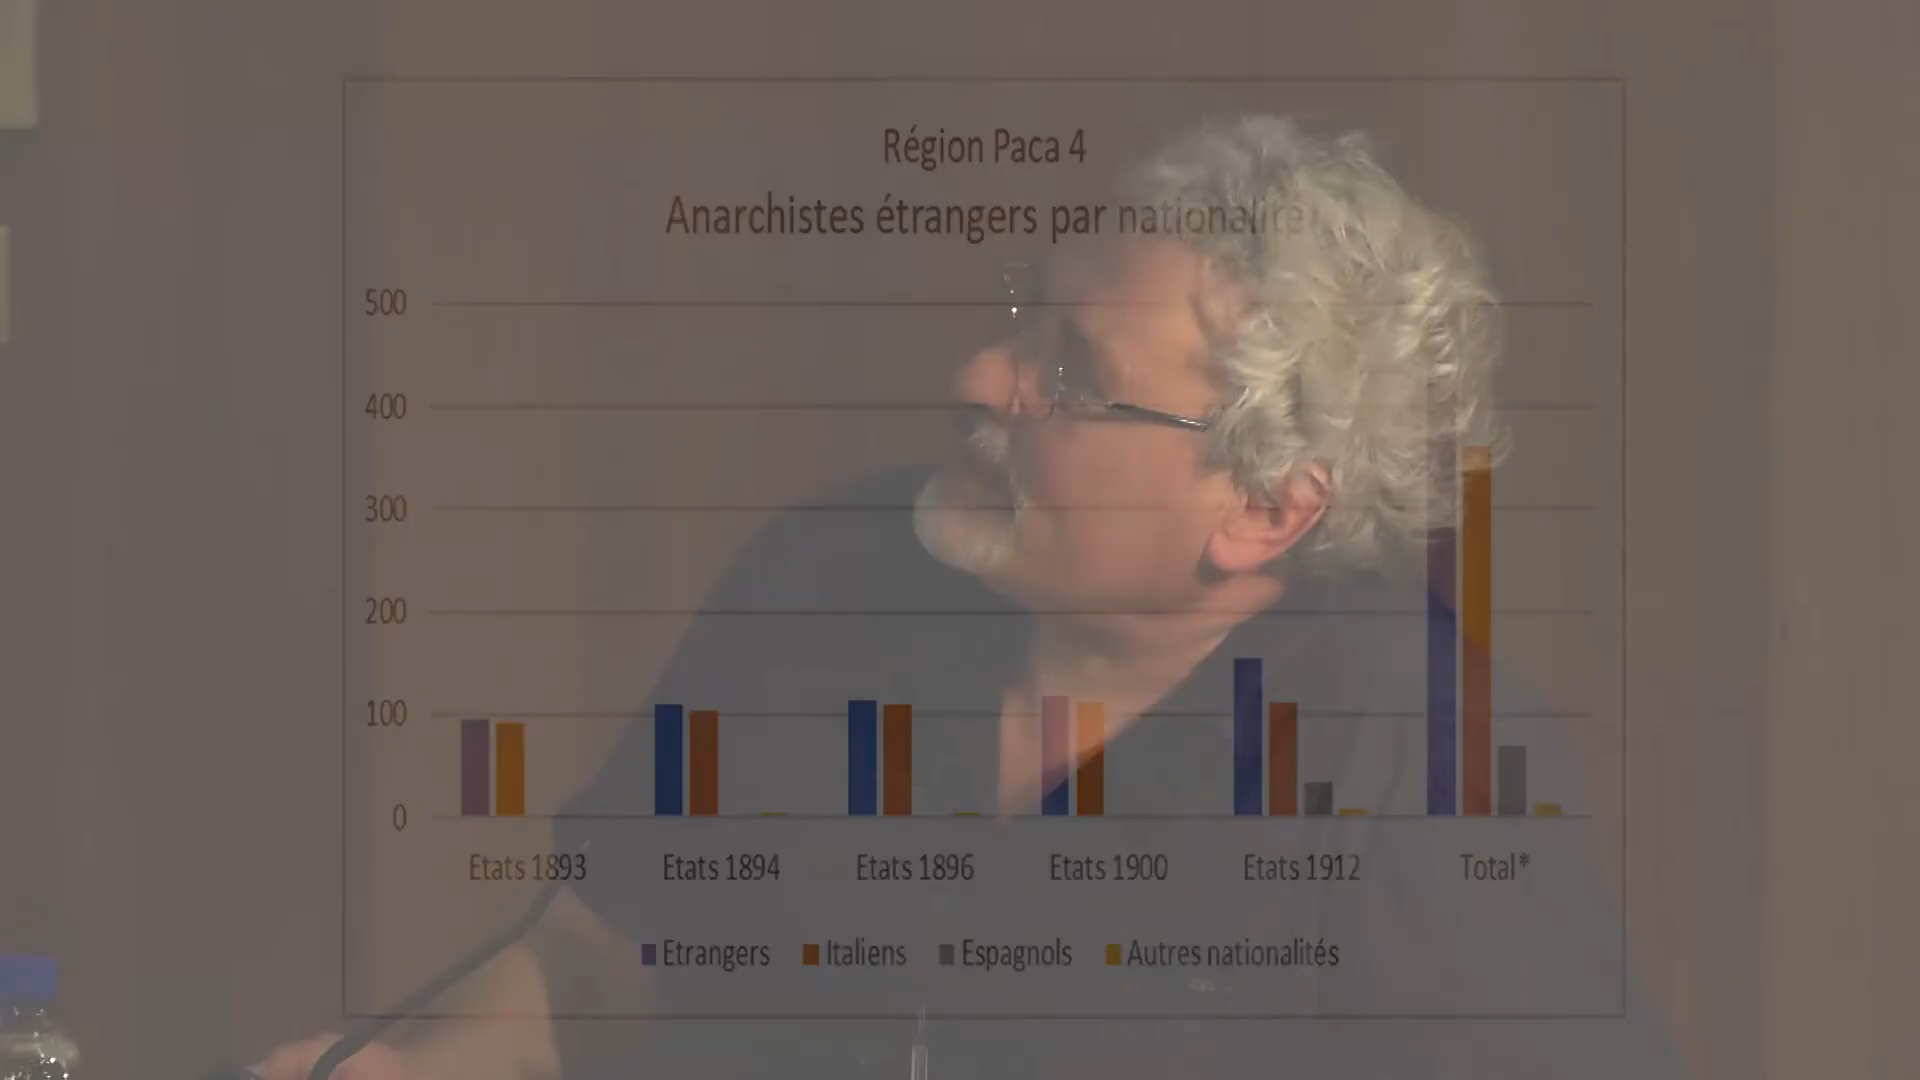 Région Paca 4
Anarchistes étrangers par nationalité
500
400
300
200
100
0
Etats 1893 Etats 1894 Etats 1896 Etats 1900 Etats 1912 Total*
Etrangers Italiens Espagnols Autres nationalités